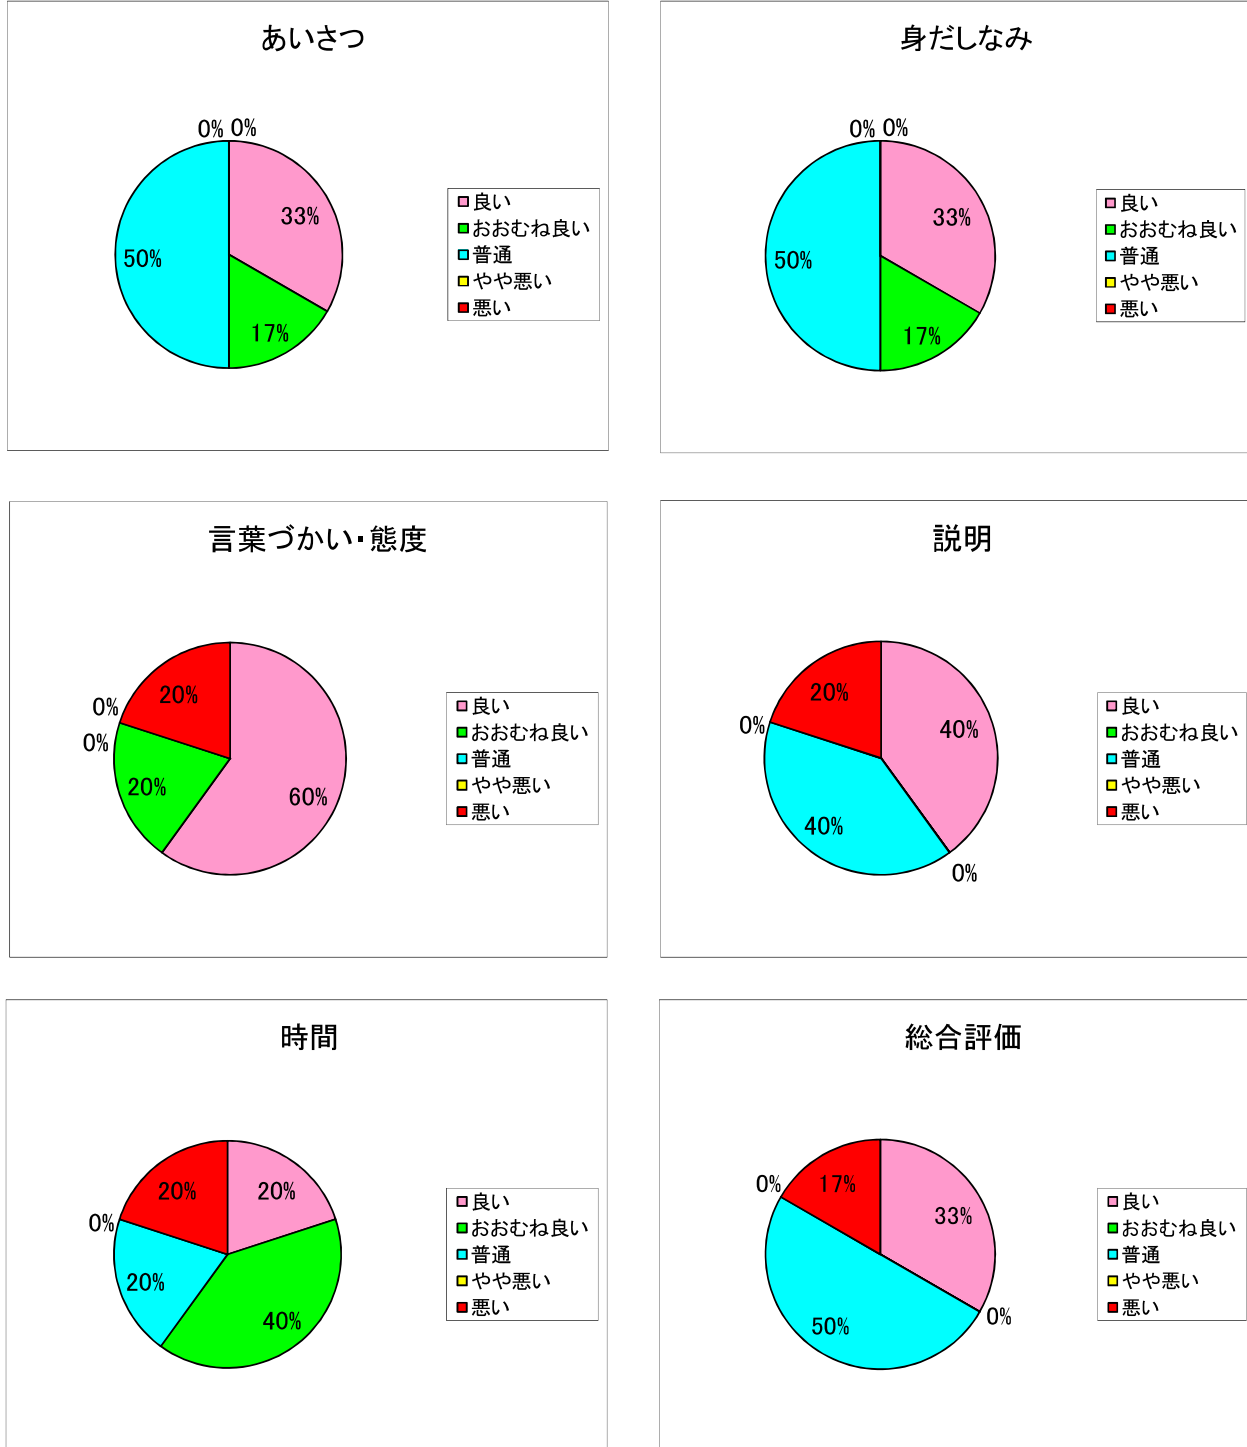 あいさつ
0% 0%
33%
50%
17%
良い
おおむね良い
普通
やや悪い
悪い
身だしなみ
0% 0%
33%
50%
17%
良い
おおむね良い
普通
やや悪い
悪い
言葉づかい・態度
20%
0%
0%
20%
60%
良い
おおむね良い
普通
やや悪い
悪い
説明
20%
0%
40%
40%
0%
良い
おおむね良い
普通
やや悪い
悪い
時間
20%
20%
0%
20%
40%
良い
おおむね良い
普通
やや悪い
悪い
総合評価
0%
17%
33%
50%
0%
良い
おおむね良い
普通
やや悪い
悪い